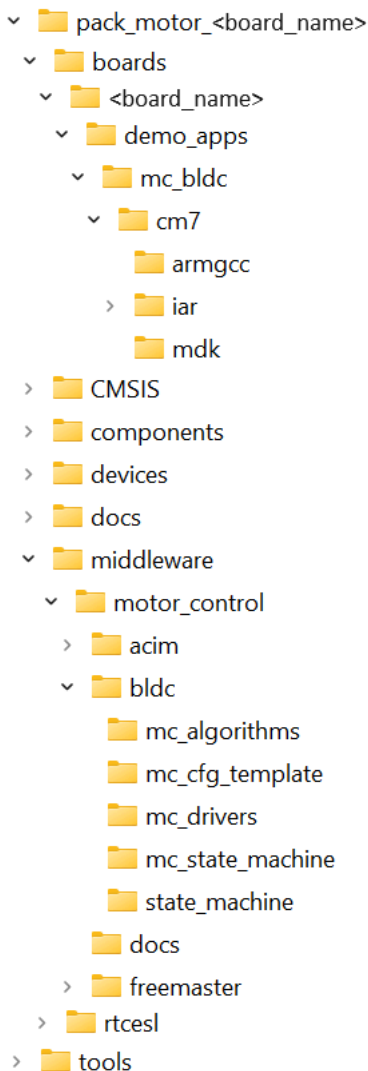 pack_motor_<board_name>
boards
<board_name>
demo_apps
mc_bldc
cm7
armgcc
iar
mdk
CMSIS
components
devices
docs
middleware
motor_control
acim
bldc
mc_algorithms
mc_cfg_template
mc_drivers
mc_state_machine
state_machine
docs
freemaster
rtcesl
tools